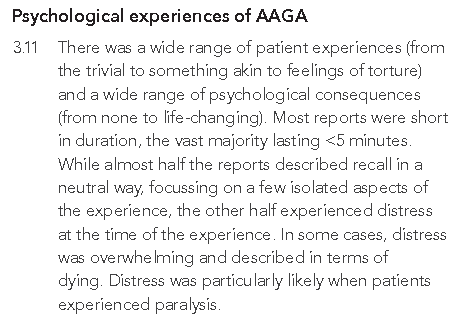 Psychological experiences of AAGA
3.11 There was a wide range of patient experiences (from
the trivial to something akin to feelings of torture)
and a wide range of psychological consequences
(from none to life-changing). Most reports were short
in duration, the vast majority lasting <5 minutes.
While almost half the reports described recall in a
neutral way, focussing on a few isolated aspects of
the experience, the other half experienced distress
at the time of the experience. In some cases, distress
was overwhelming and described in terms of
dying. Distress was particularly likely when patients
experienced paralysis.